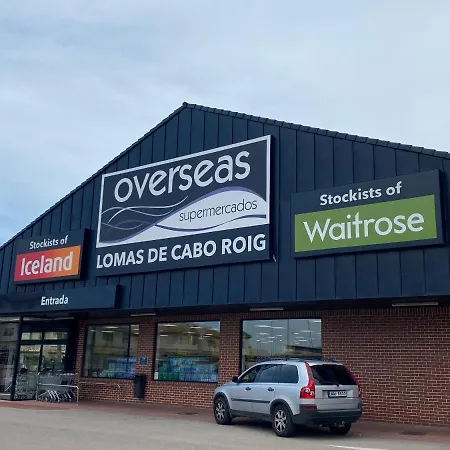 overseas
supermercados
LOMAS DE CABO ROIG
Stockists of
Iceland
Stockists of
Waitrose
Entrada